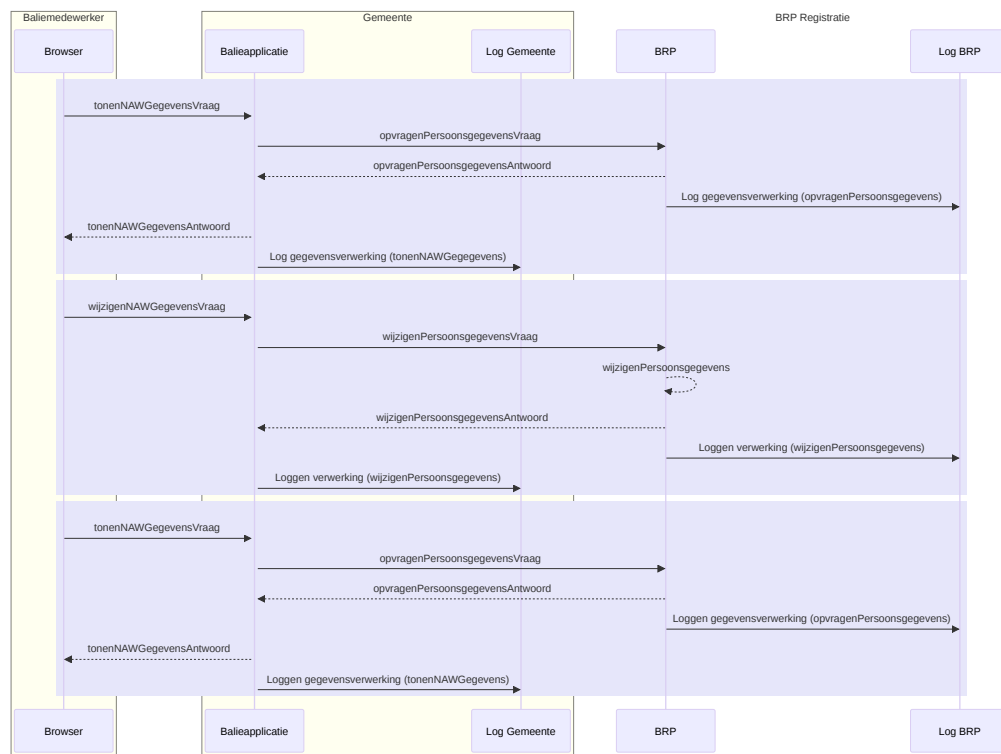 Baliemedewerker
Gemeente
BRP Registratie
Browser
Balieapplicatie
Log Gemeente
BRP
Log BRP
tonenNAWGegevensVraag
opvragenPersoonsgegevensVraag
opvragenPersoonsgegevensAntwoord
Log gegevensverwerking (opvragenPersoonsgegevens)
tonenNAWGegevensAntwoord
Log gegevensverwerking (tonenNAWGegegevens)
wijzigenNAWGegevensVraag
wijzigenPersoonsgegevensVraag
wijzigenPersoonsgegevens
wijzigenPersoonsgegevensAntwoord
Loggen verwerking (wijzigenPersoonsgegevens)
Loggen verwerking (wijzigenPersoonsgegevens)
tonenNAWGegevensVraag
opvragenPersoonsgegevensVraag
opvragenPersoonsgegevensAntwoord
Loggen gegevensverwerking (opvragenPersoonsgegevens)
tonenNAWGegevensAntwoord
Loggen gegevensverwerking (tonenNAWGegevens)
Browser
Balieapplicatie
Log Gemeente
BRP
Log BRP